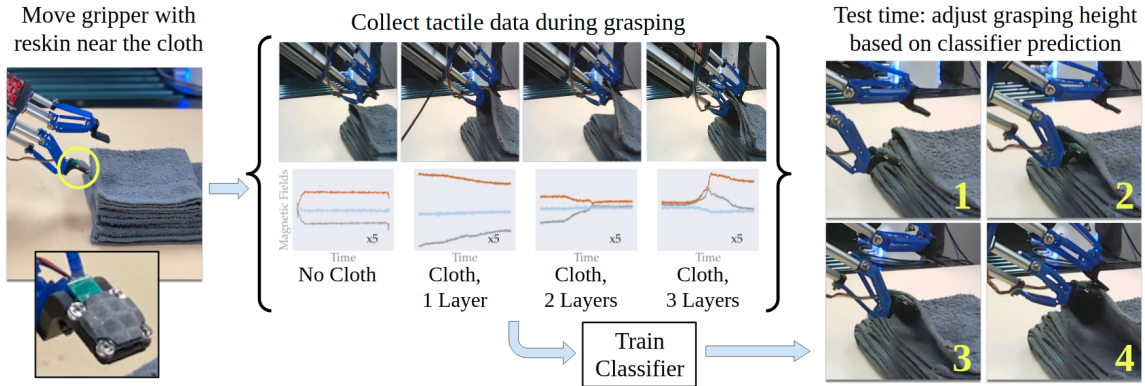 Move gripper with
reskin near the cloth
Collect tactile data during grasping
Magnetic Fields
x5
Time
No Cloth
x5
Time
Cloth,
1 Layer
x5
Time
Cloth,
2 Layers
x5
Time
Cloth,
3 Layers
Train
Classifier
Test time: adjust grasping height
based on classifier prediction
1
2
3
4